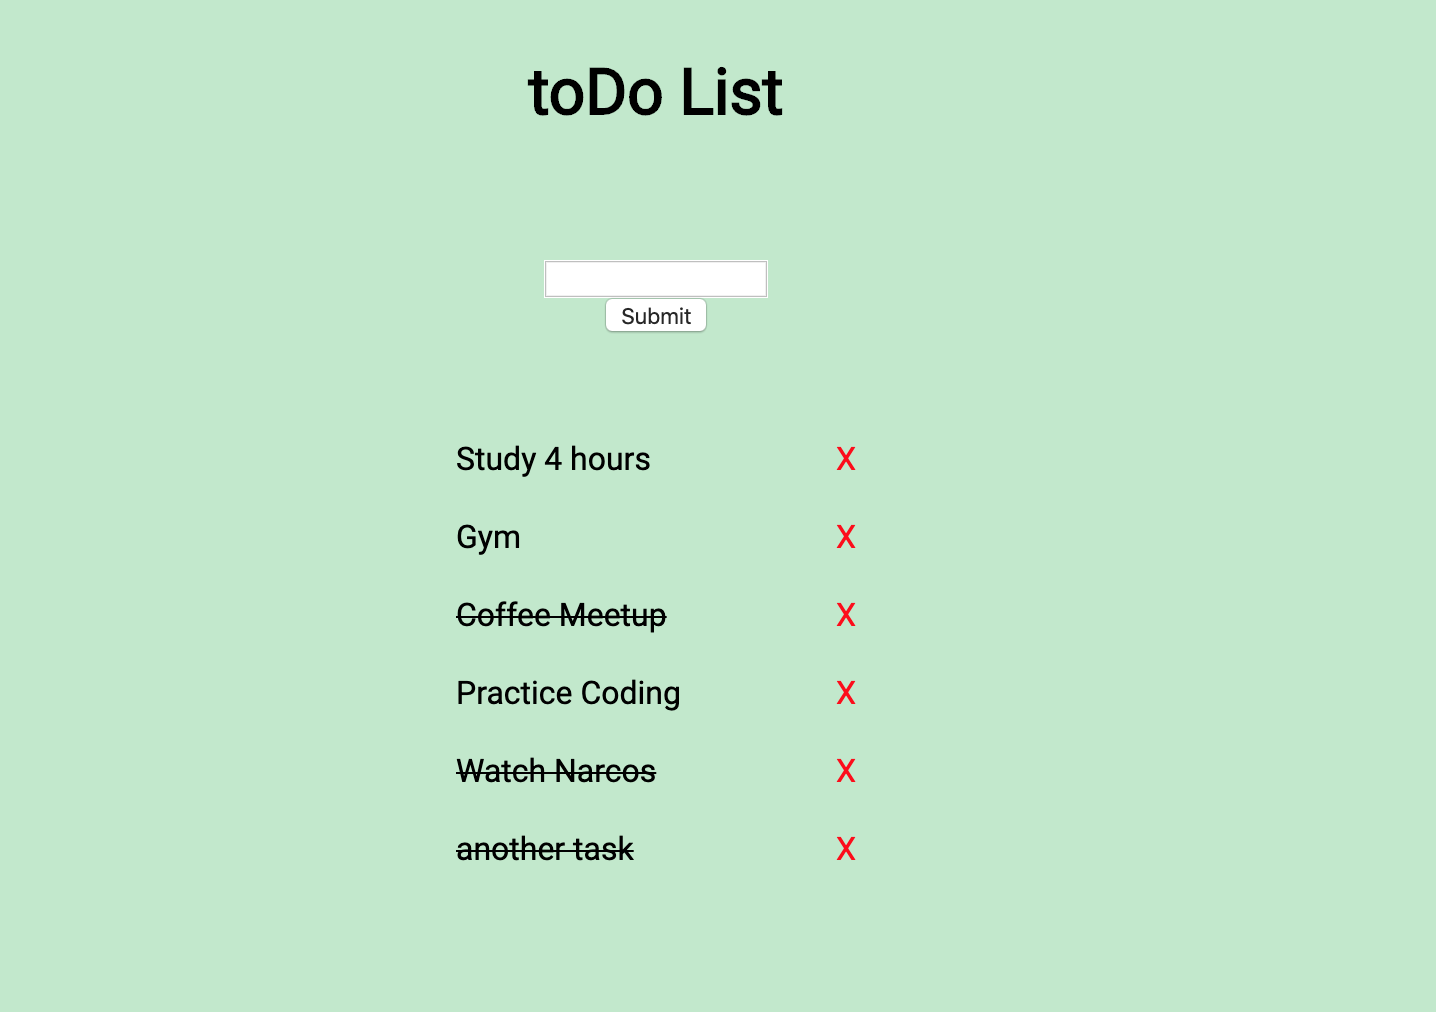 toDo List
Submit
Study 4 hours X
Gym X
Coffee Meetup X
Practice Coding X
Watch Narcos X
another task X